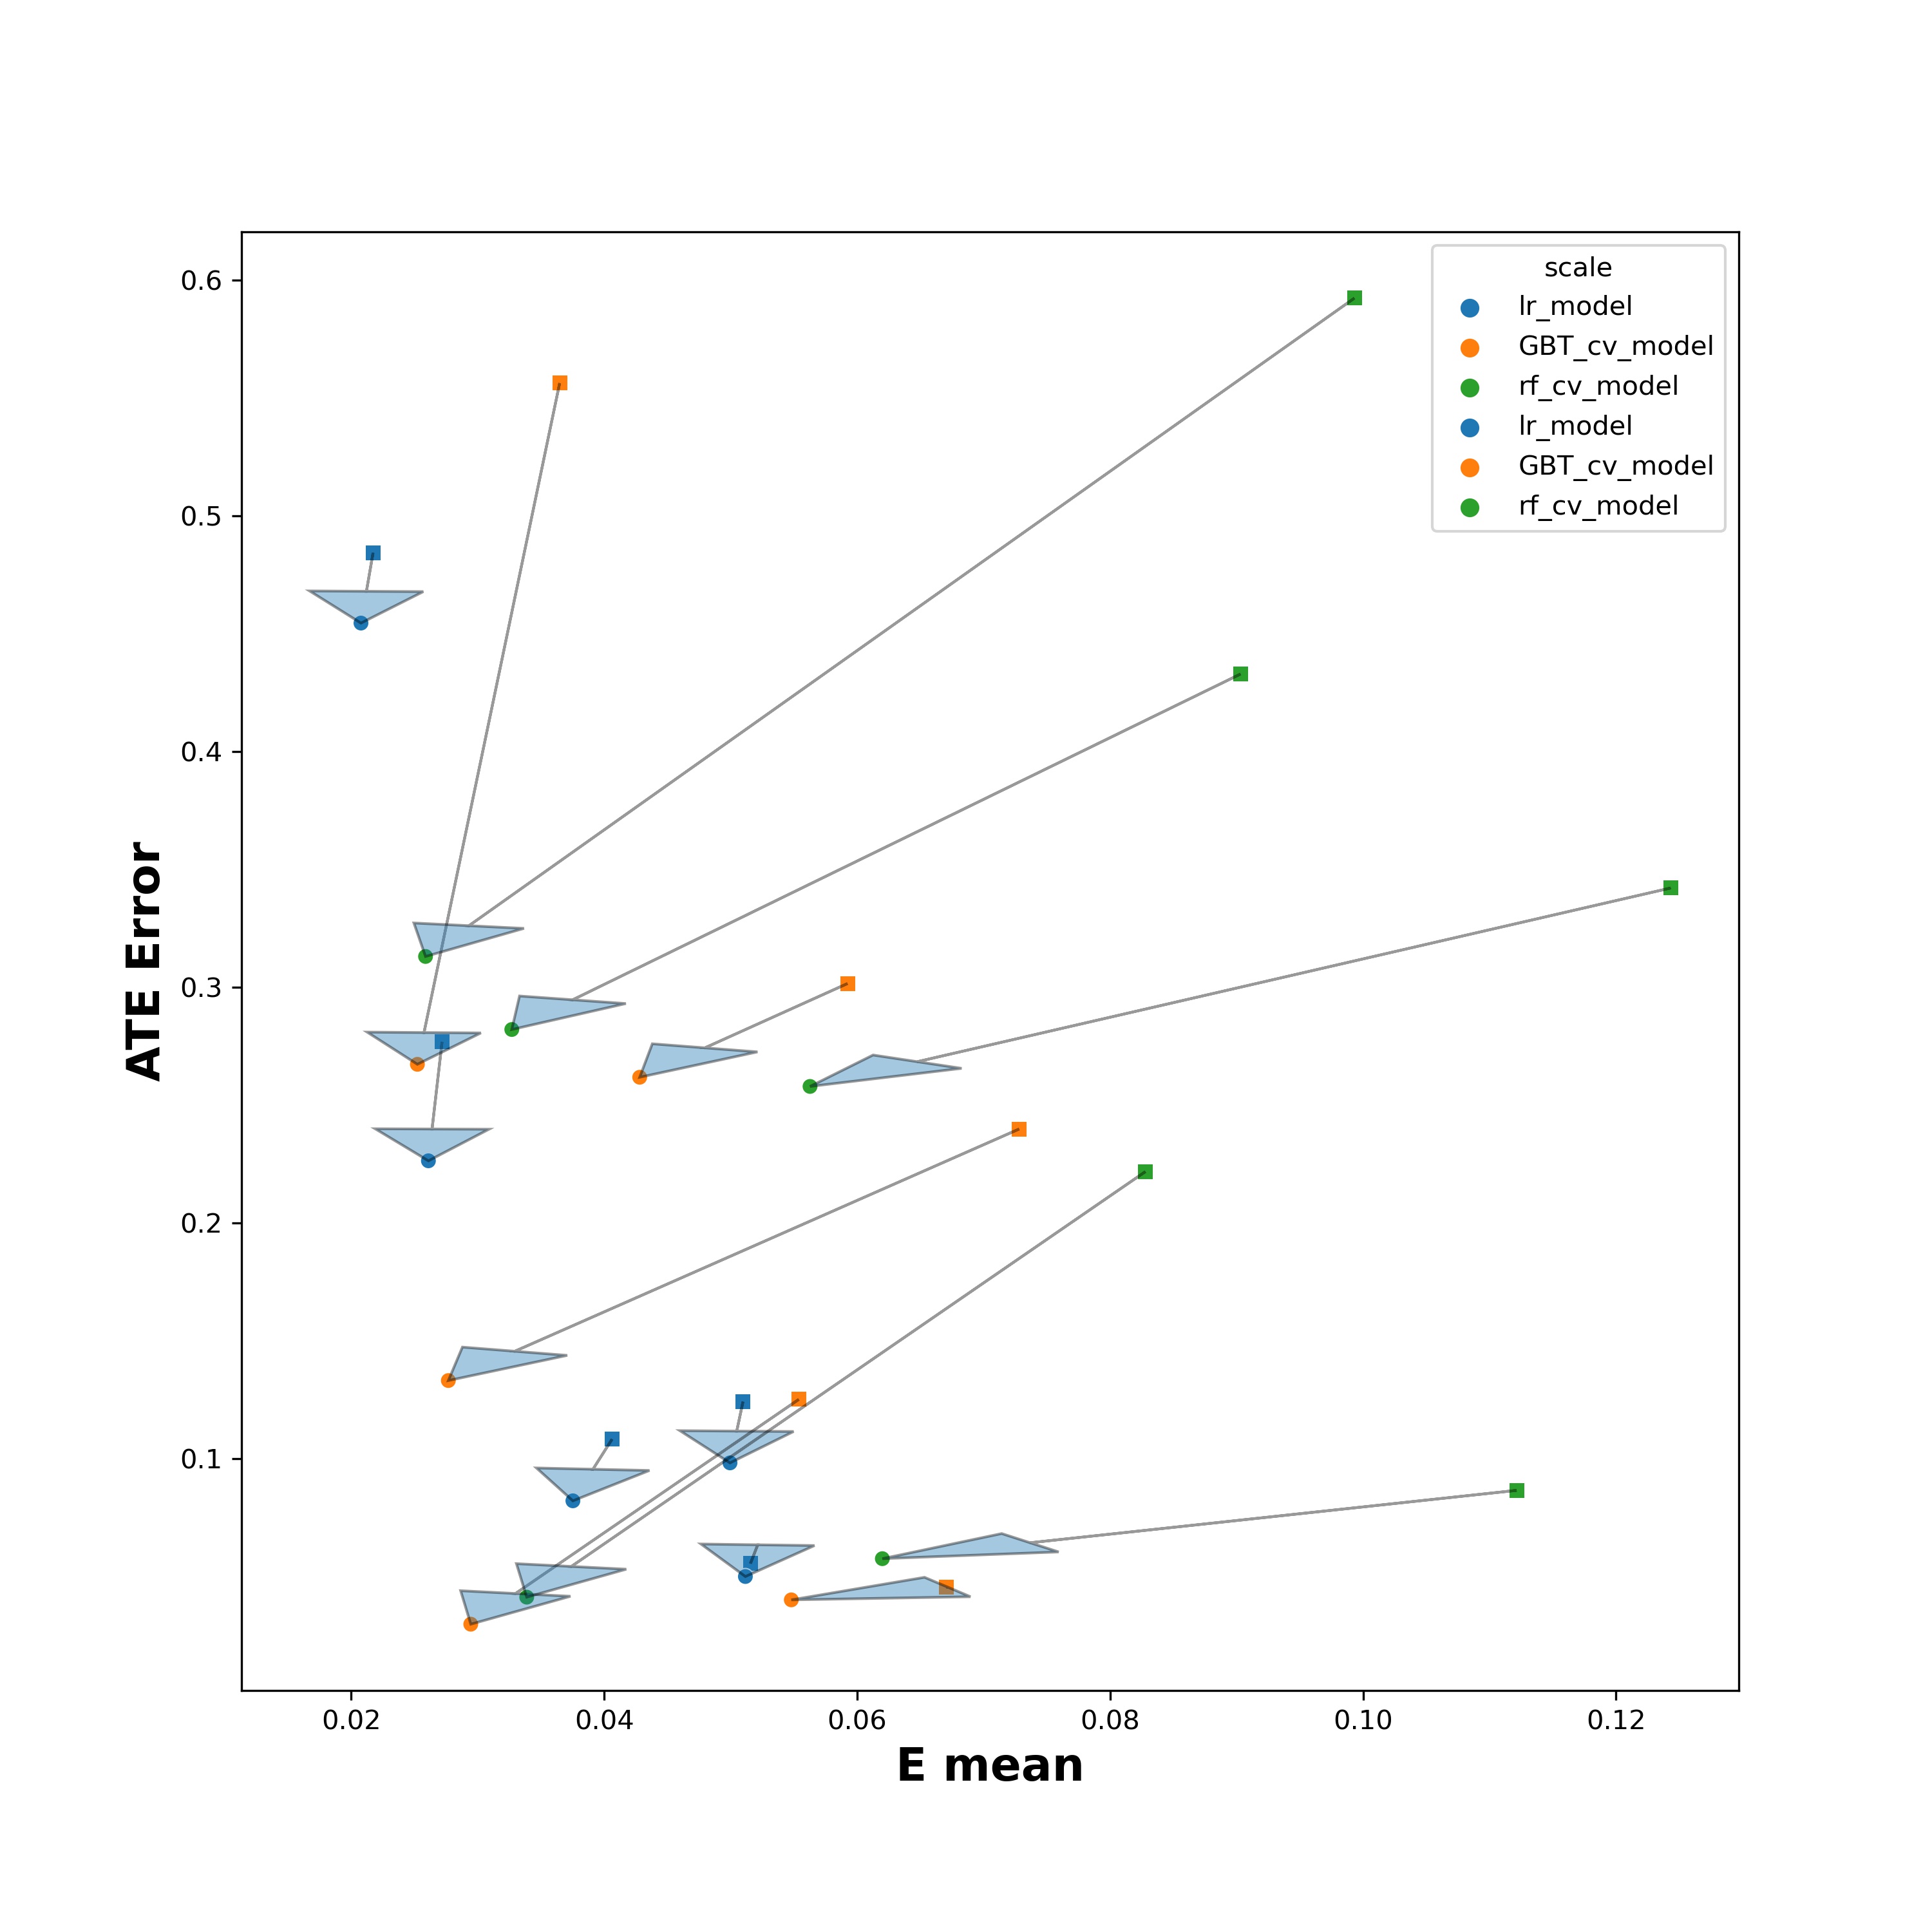 scale
lr_model
GBT_cv_model
rf_cv_model
lr_model
GBT_cv_model
rf_cv_model
0.6
0.5
0.4
0.3
0.2
0.1
ATE Error
0.02 0.04 0.06 0.08 0.10 0.12
E mean